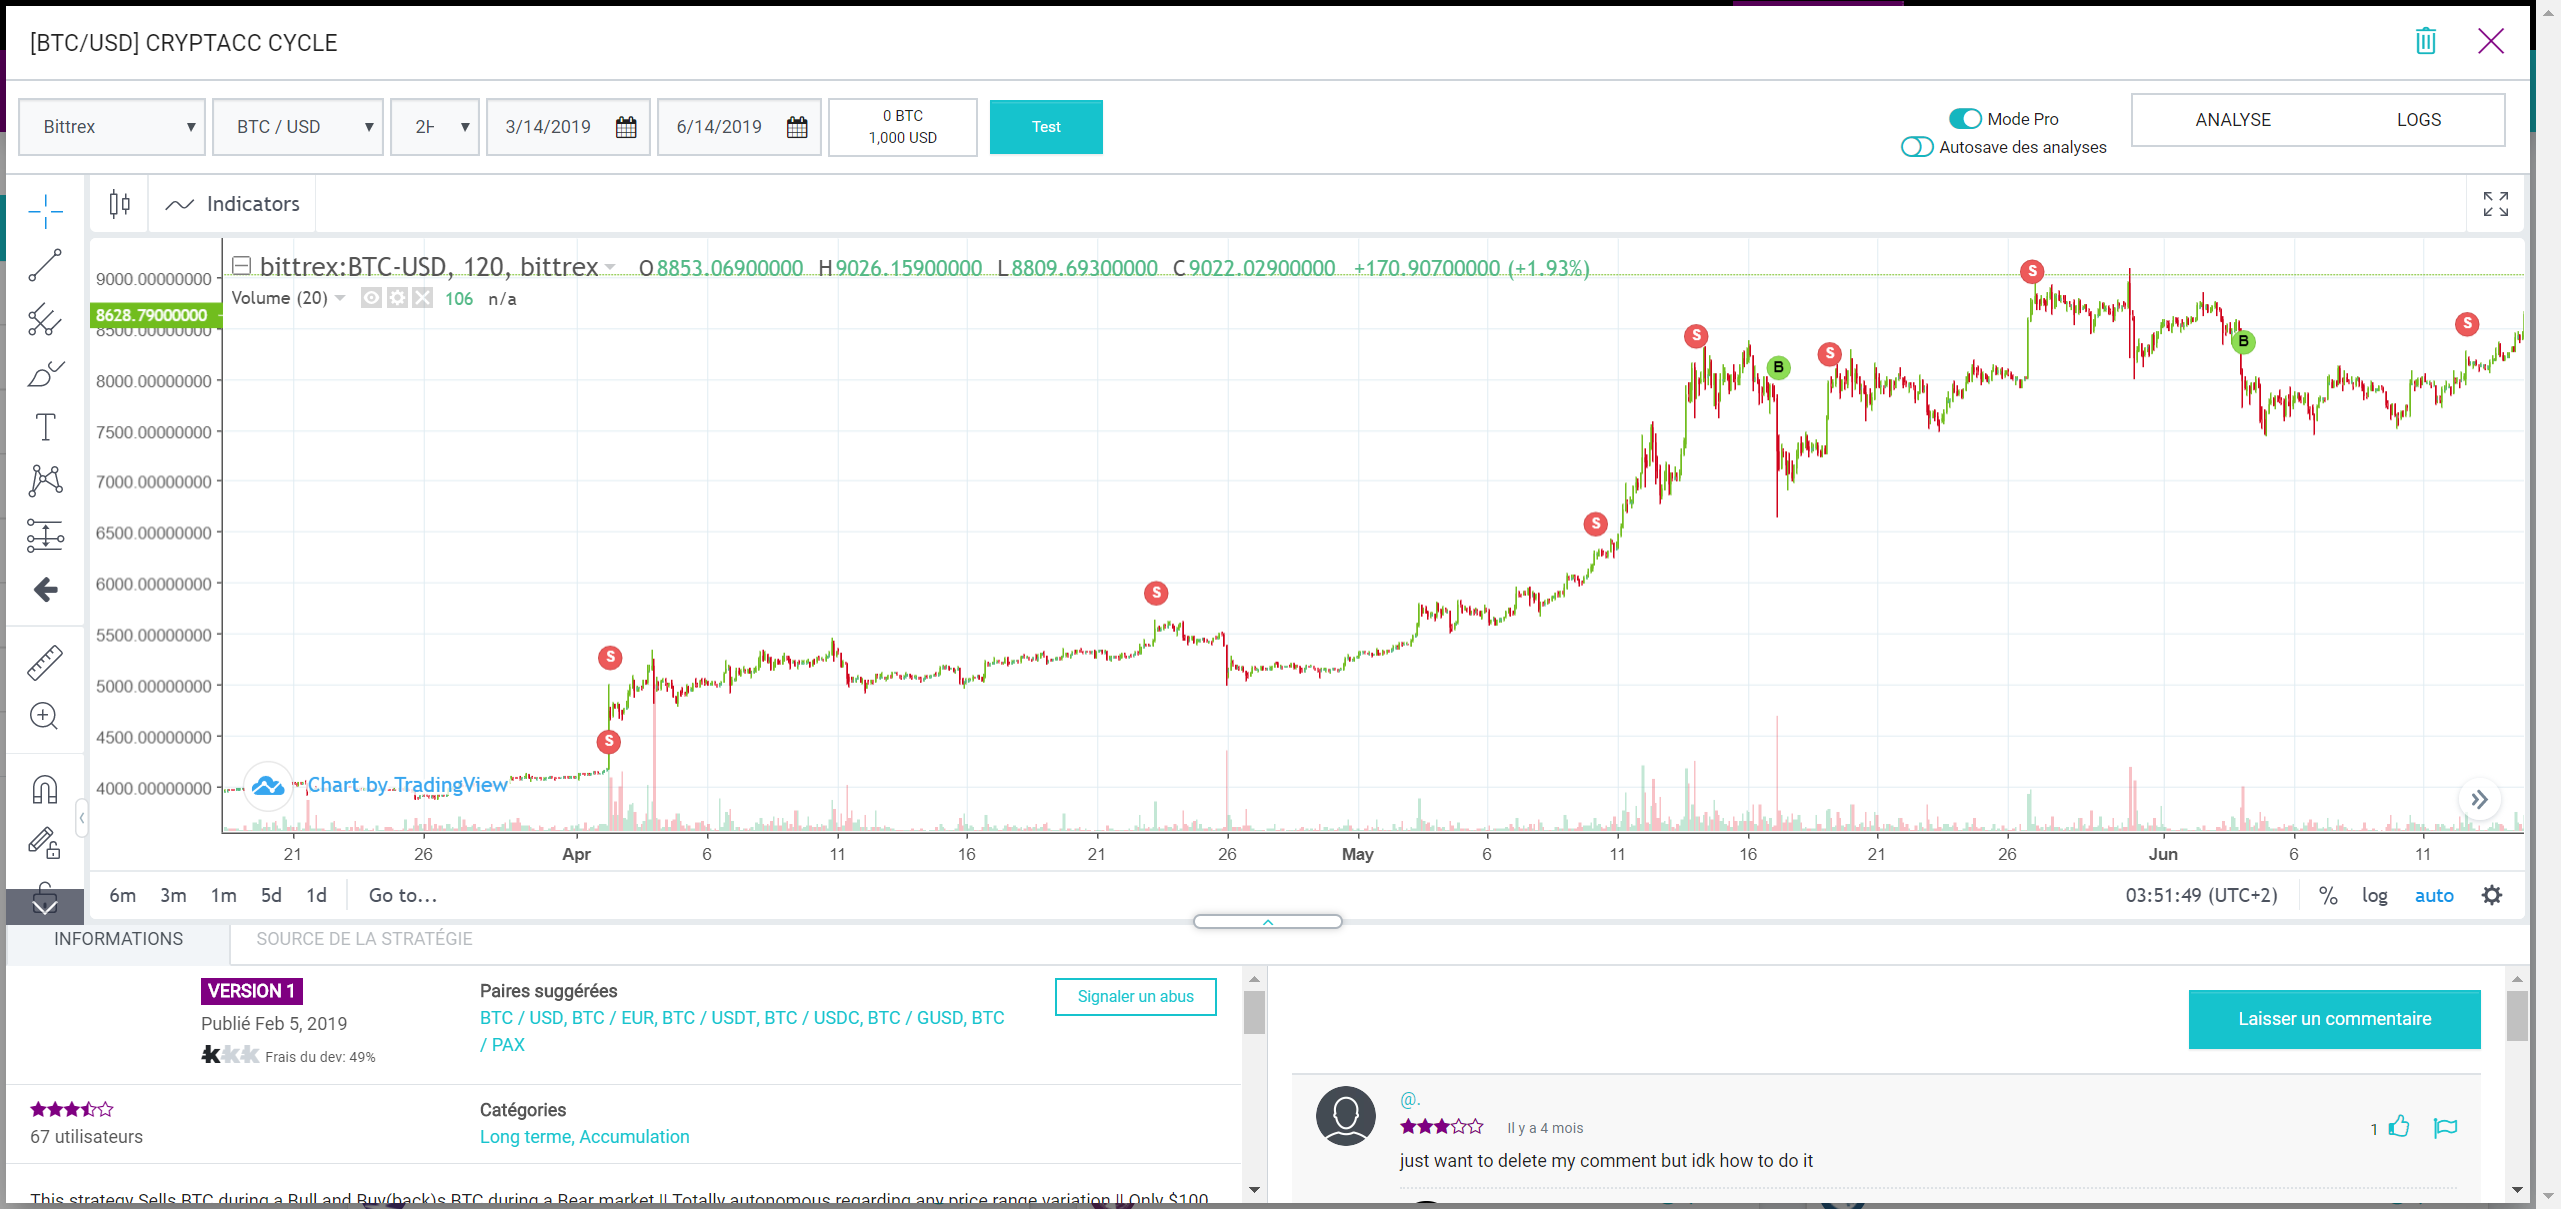 [BTC/USD] CRYPTACC CYCLE
Bittrex
BTC / USD
3/14/2019
6/14/2019
0 BTC
1,000 USD
Test
Mode Pro
Autosave des analyses
ANALYSE
LOGS
Indicators
bittrex:BTC-USD, 120, bittrex O8853.06900000 H9026.15900000 L8809.69300000 C9022.02900000 +170.90700000 (+1.93%)
Volume (20) 106 n/a
9000.00000000
8628.79000000
8500.00000000
8000.00000000
7500.00000000
7000.00000000
6500.00000000
6000.00000000
5500.00000000
5000.00000000
4500.00000000
4000.00000000
S
S
S
S
S
B
S
S
B
S
Chart by TradingView
21 26 Apr 6 11 16 21 26 May 6 11 16 21 26 Jun 6 11
6m 3m 1m 5d 1d Go to...
03:51:49 (UTC+2) % log auto
INFORMATIONS
SOURCE DE LA STRATÉGIE
VERSION 1
Publié Feb 5, 2019
Frais du dev: 49%
Paires suggérées
BTC / USD, BTC / EUR, BTC / USDT, BTC / USDC, BTC / GUSD, BTC
/ PAX
Signaler un abus
67 utilisateurs
Catégories
Long terme, Accumulation
This strategy Sells BTC during a Bull and Buy(back)s BTC during a Bear market !! Totally autonomous regarding any price range variation !! Only $100
Laisser un commentaire
@.
Il y a 4 mois
1
just want to delete my comment but idk how to do it